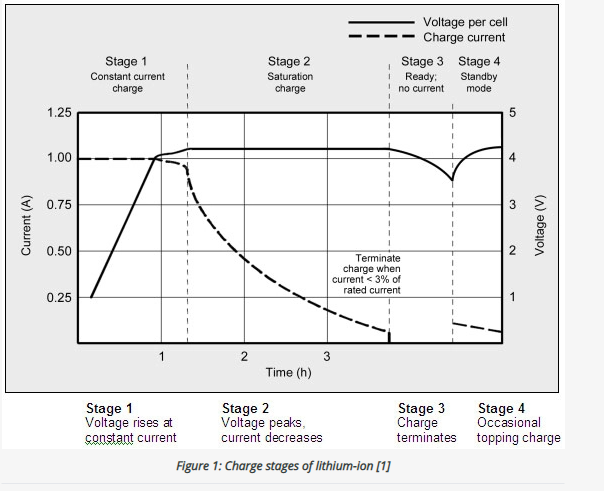 Voltage per cell
Charge current
Stage 1
Constant current
charge
Stage 2
Saturation
charge
Stage 3
Ready;
no current
Stage 4
Standby
mode
1.25
1.00
0.75
0.50
0.25
Current (A)
5
4
3
2
1
Voltage (V)
Terminate
charge when
current < 3% of
rated current
1
2
3
Time (h)
Stage 1
Voltage rises at
constant current
Stage 2
Voltage peaks,
current decreases
Stage 3
Charge
terminates
Stage 4
Occasional
topping charge
Figure 1: Charge stages of lithium-ion [1]